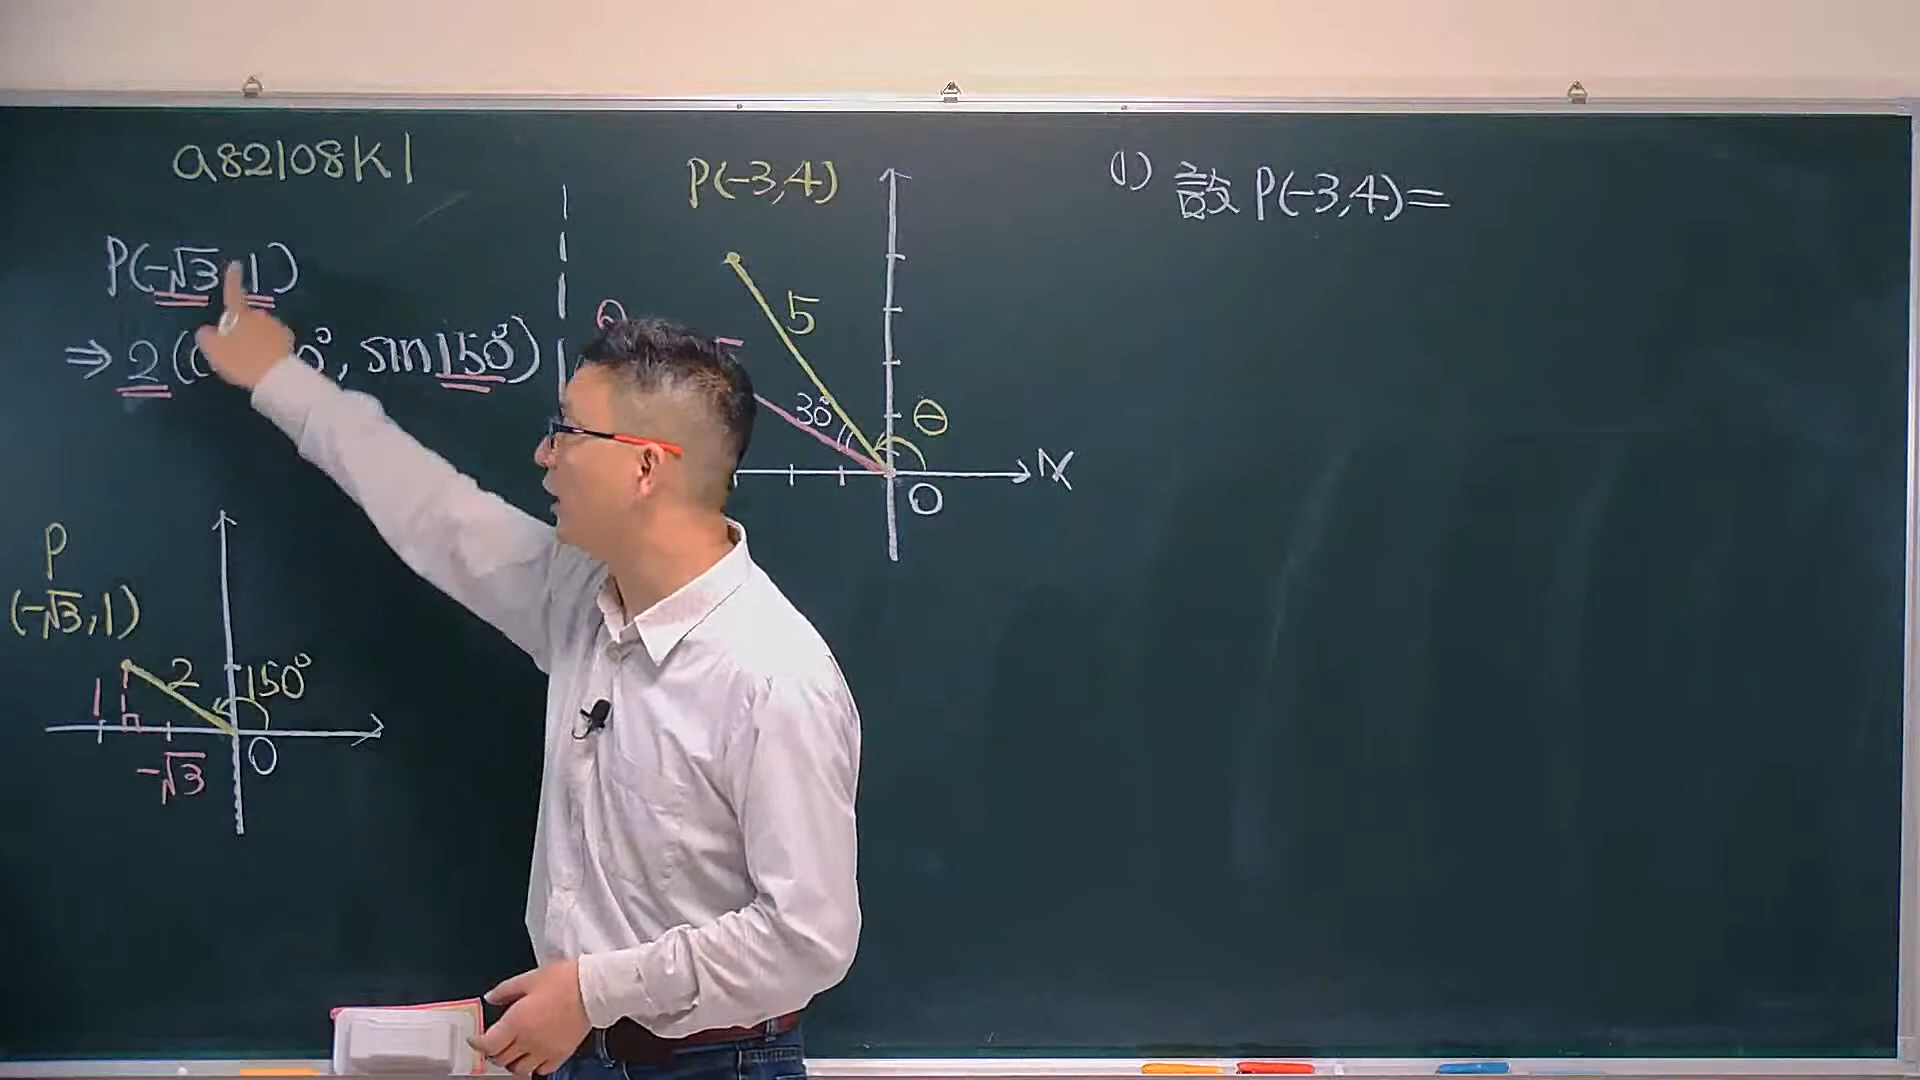 a82108k1
P(-√3, 1)
⇒ 2(c 0°, sin150°)
P
(-√3, 1)
2
150°
1
-√3
O
P(-3,4)
5
30°
θ
X
O
(1) 設 P(-3,4)=